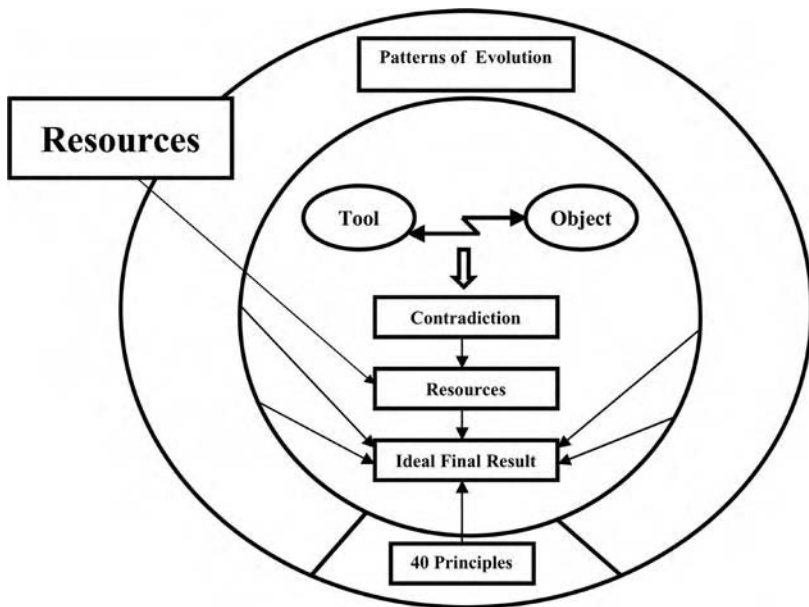 Patterns of Evolution
Resources
Tool
Object
Contradiction
Resources
Ideal Final Result
40 Principles